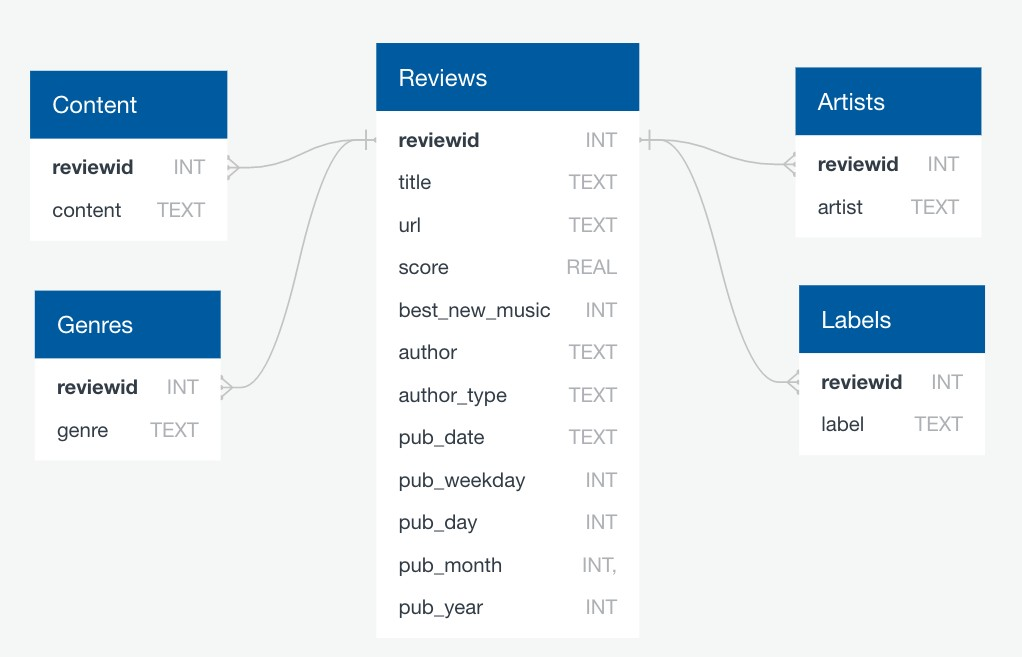 Content
reviewid INT
content TEXT
Genres
reviewid INT
genre TEXT
Reviews
reviewid INT
title TEXT
url TEXT
score REAL
best_new_music INT
author TEXT
author_type TEXT
pub_date TEXT
pub_weekday INT
pub_day INT
pub_month INT,
pub_year INT
Artists
reviewid INT
artist TEXT
Labels
reviewid INT
label TEXT